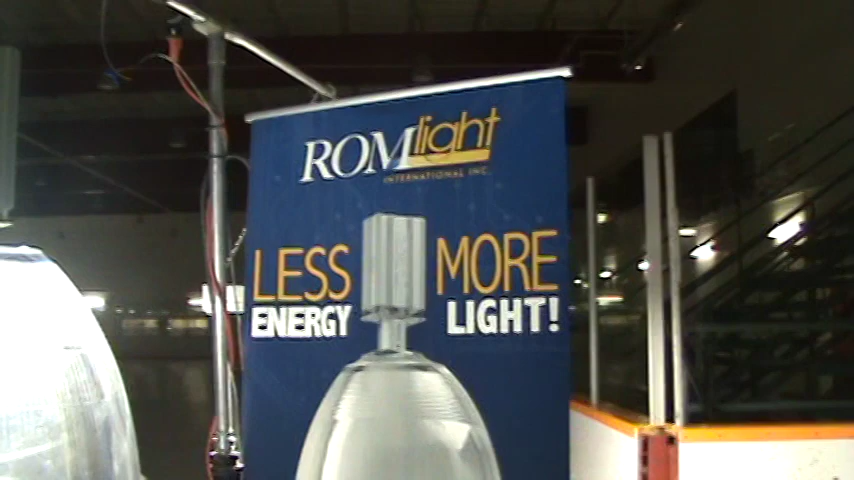 ROMlight
INTERNATIONAL INC.
LESS MORE
ENERGY LIGHT!